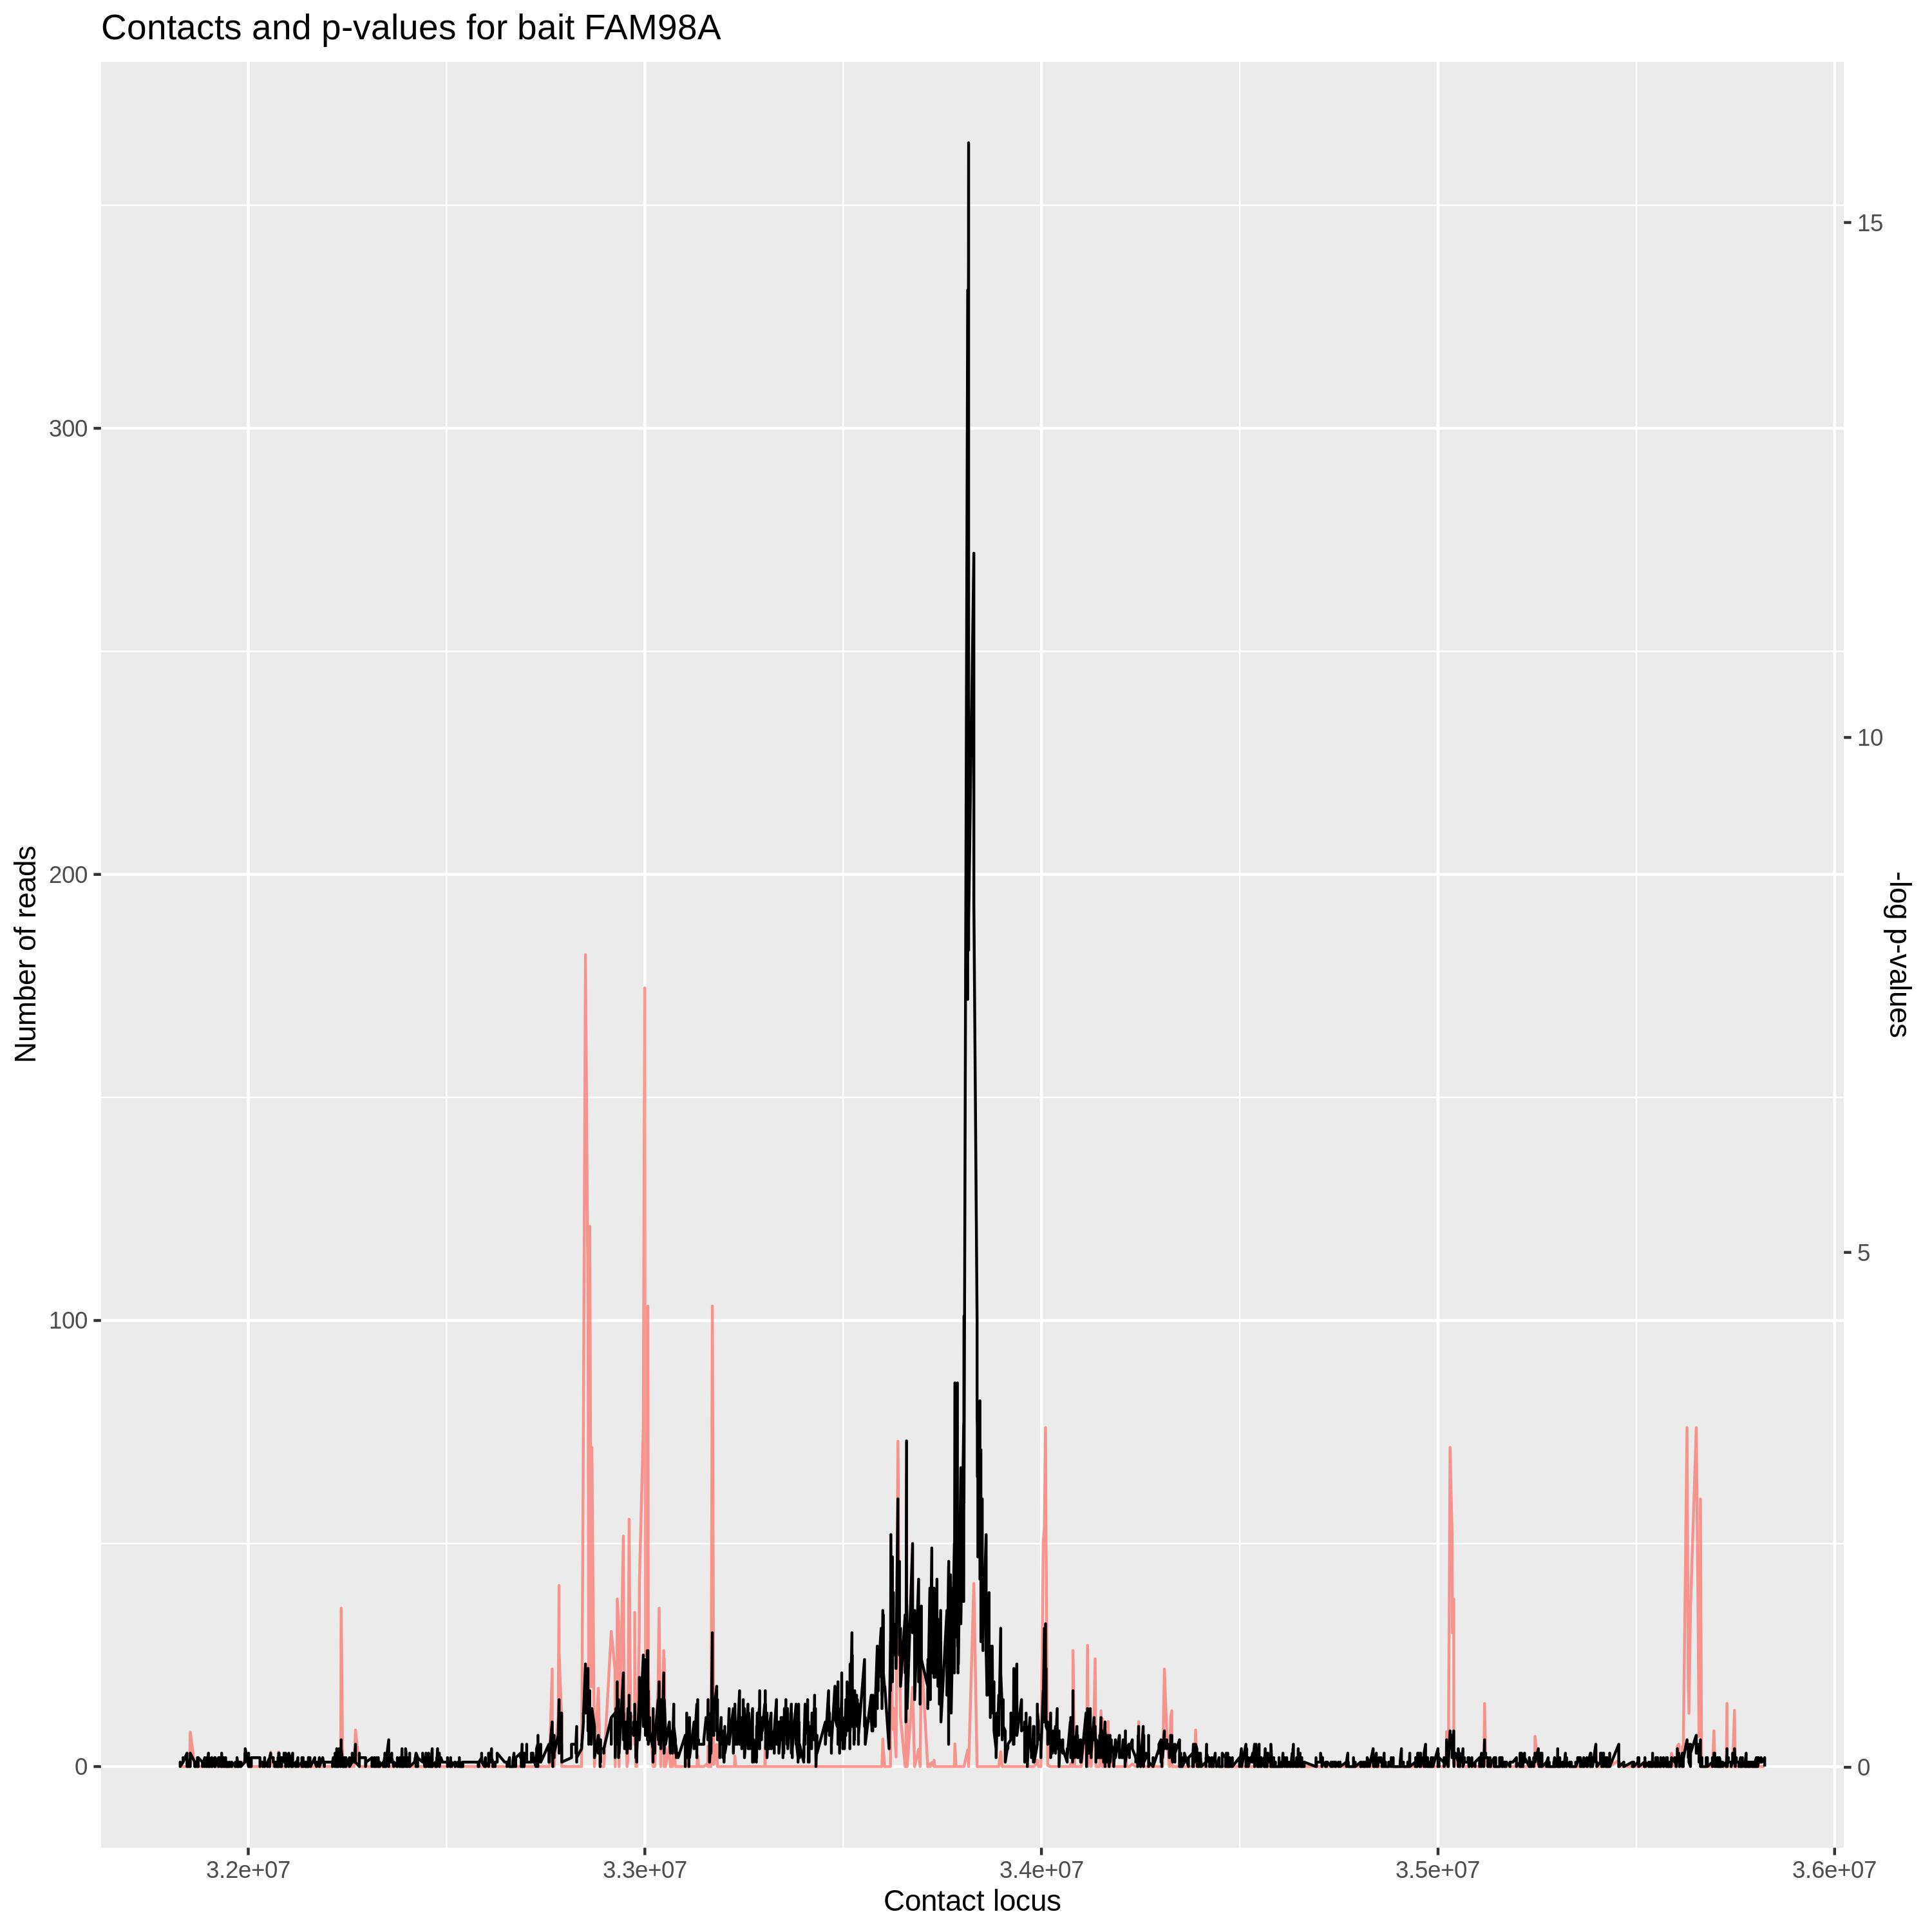 Contacts and p-values for bait FAM98A
Number of reads
300
200
100
0
15
10
5
0
-log p-values
3.2e+07
3.3e+07
3.4e+07
3.5e+07
3.6e+07
Contact locus